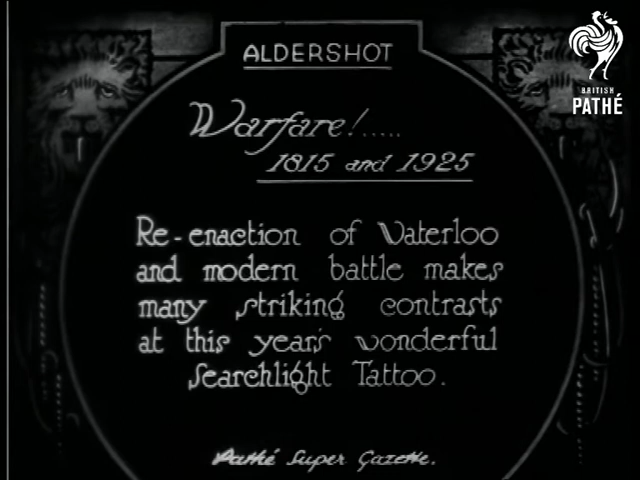 ALDERSHOT
BRITISH
PATHÉ
Warfare!.....
1815 and 1925
Re-enaction of Waterloo
and modern battle makes
many striking contrasts
at this year's wonderful
Searchlight Tattoo.
Pathé Super Gazette.